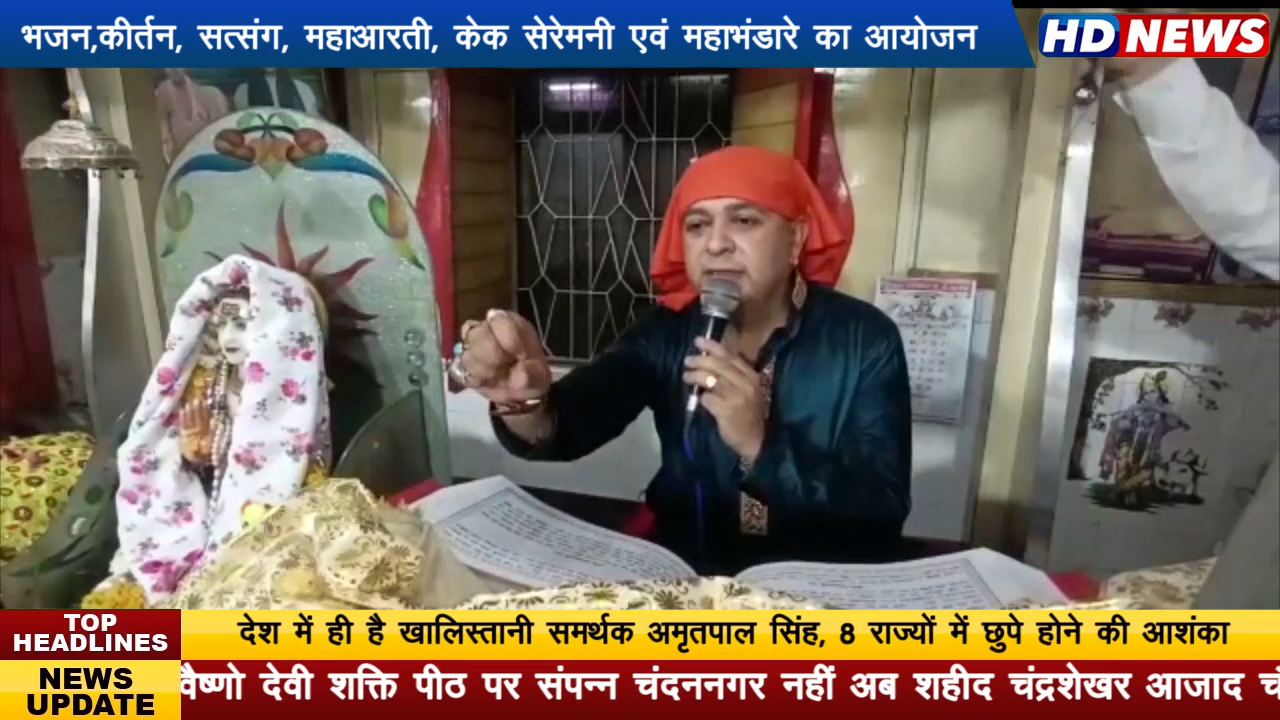 भजन,कीर्तन, सत्संग, महाआरती, केक सेरेमनी एवं महाभंडारे का आयोजन
HD NEWS
TOP HEADLINES
देश में ही है खालिस्तानी समर्थक अमृतपाल सिंह, 8 राज्यों में छुपे होने की आशंका
NEWS UPDATE
वैष्णो देवी शक्ति पीठ पर संपन्न चंदननगर नहीं अब शहीद चंद्रशेखर आजाद